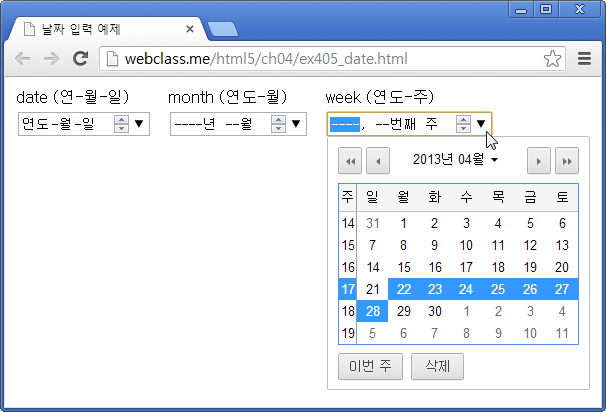 날짜 입력 예제
webclass.me/html5/ch04/ex405_date.html
date (연-월-일) month (연도-월) week (연도-주)
연도-월-일 ----년 --월 ----, --번째 주
2013년 04월
주 일 월 화 수 목 금 토
14 31 1 2 3 4 5 6
15 7 8 9 10 11 12 13
16 14 15 16 17 18 19 20
17 21 22 23 24 25 26 27
18 28 29 30 1 2 3 4
19 5 6 7 8 9 10 11
이번 주 삭제